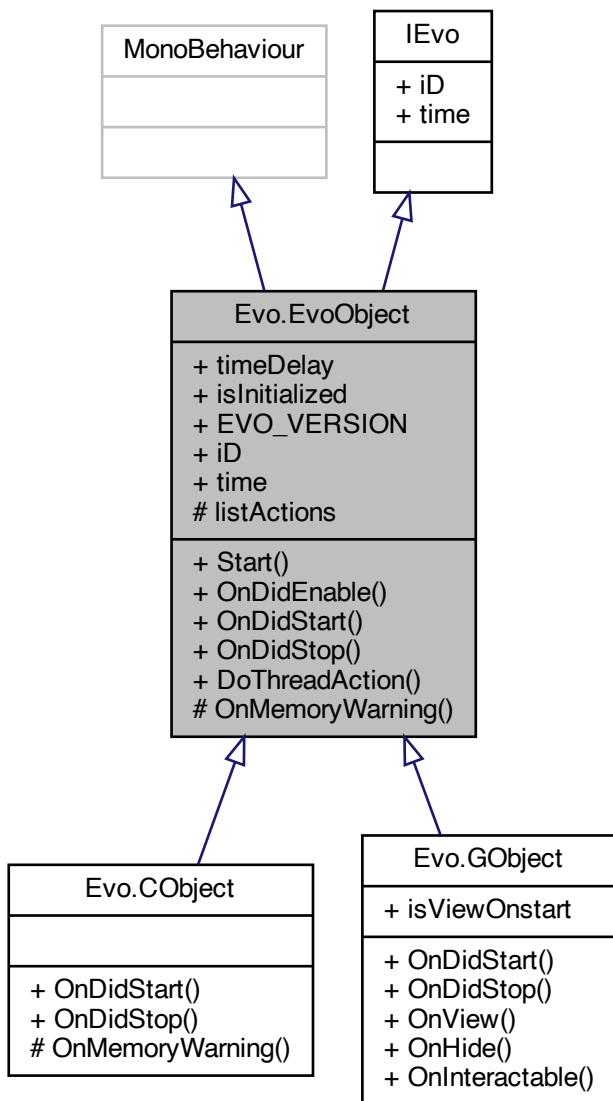 MonoBehaviour
IEvo
+ iD
+ time
Evo.EvoObject
+ timeDelay
+ isInitialized
+ EVO_VERSION
+ iD
+ time
# listActions
+ Start()
+ OnDidEnable()
+ OnDidStart()
+ OnDidStop()
+ DoThreadAction()
# OnMemoryWarning()
Evo.CObject
+ OnDidStart()
+ OnDidStop()
# OnMemoryWarning()
Evo.GObject
+ isViewOnstart
+ OnDidStart()
+ OnDidStop()
+ OnView()
+ OnHide()
+ OnInteractable()